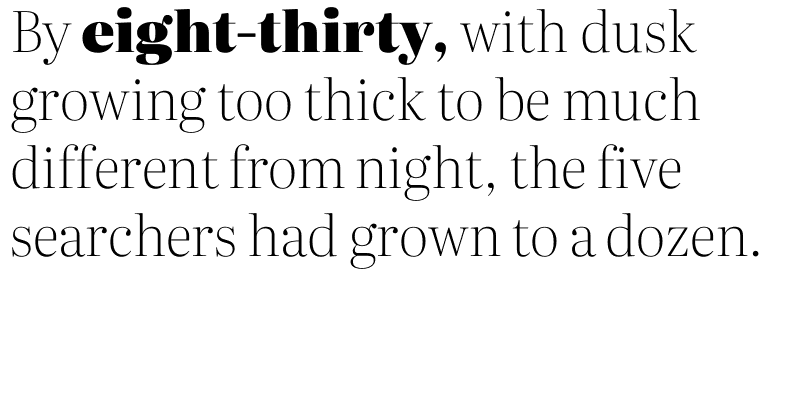 By eight-thirty, with dusk
growing too thick to be much
different from night, the five
searchers had grown to a dozen.